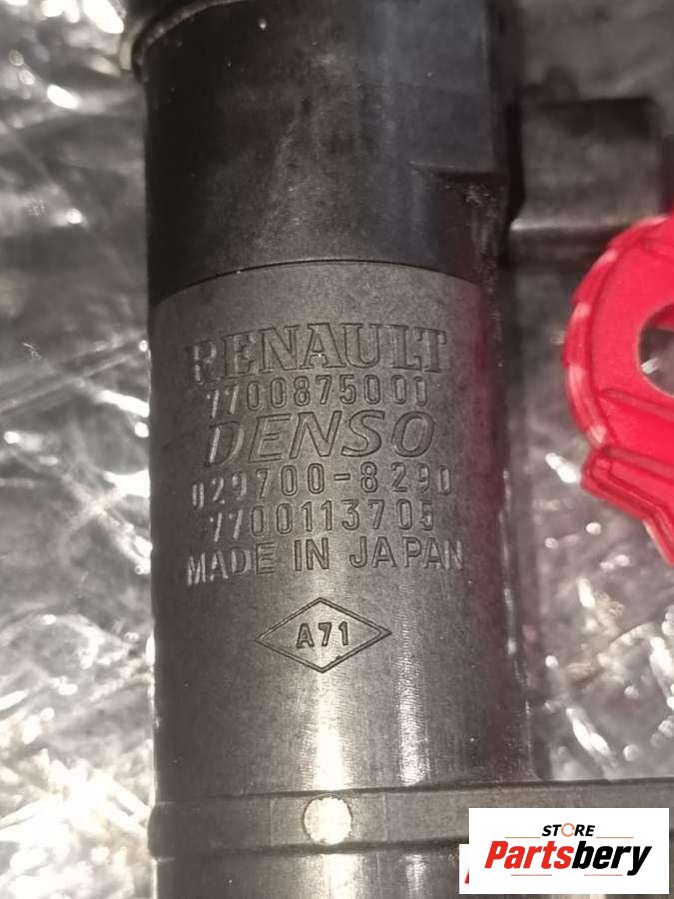 RENAULT
7700875000
DENSO
029700-8290
7700113705
MADE IN JAPAN
A71
STORE
Partsbery